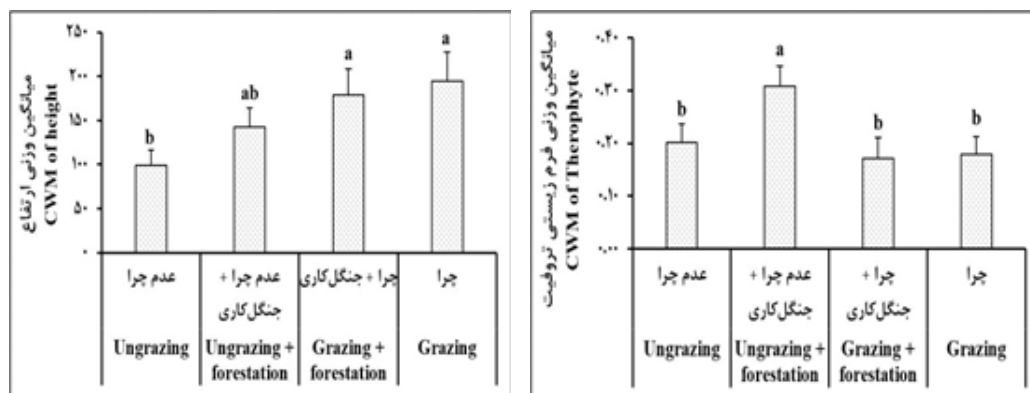 میانگین وزنی ارتفاع
CWM of height
۲۵۰
۲۰۰
۱۵۰
۱۰۰
۵۰
۰
b
ab
a
a
عدم چرا
عدم چرا +
جنگل‌کاری
چرا + جنگل‌کاری
چرا
Ungrazing
Ungrazing +
forestation
Grazing +
forestation
Grazing
میانگین وزنی فرم زیستی تروفیت
CWM of Therophyte
۰.۴۰
۰.۳۰
۰.۲۰
۰.۱۰
۰.۰۰
b
a
b
b
عدم چرا
عدم چرا +
جنگل‌کاری
چرا +
جنگل‌کاری
چرا
Ungrazing
Ungrazing +
forestation
Grazing +
forestation
Grazing